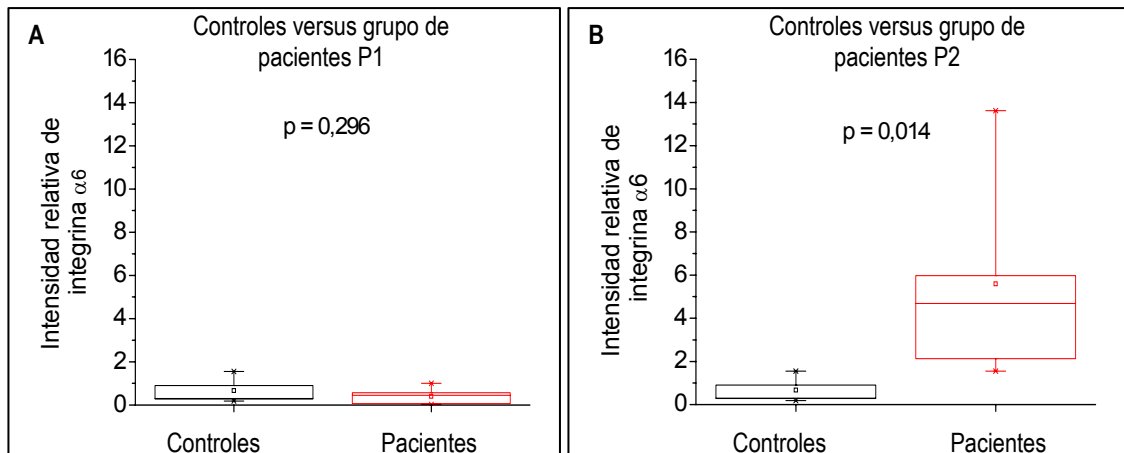 A
Controles versus grupo de
pacientes P1
16
14
12
10
8
6
4
2
0
p = 0,296
Intensidad relativa de
integrina α6
Controles
Pacientes
B
Controles versus grupo de
pacientes P2
16
14
12
10
8
6
4
2
0
p = 0,014
Intensidad relativa de
integrina α6
Controles
Pacientes